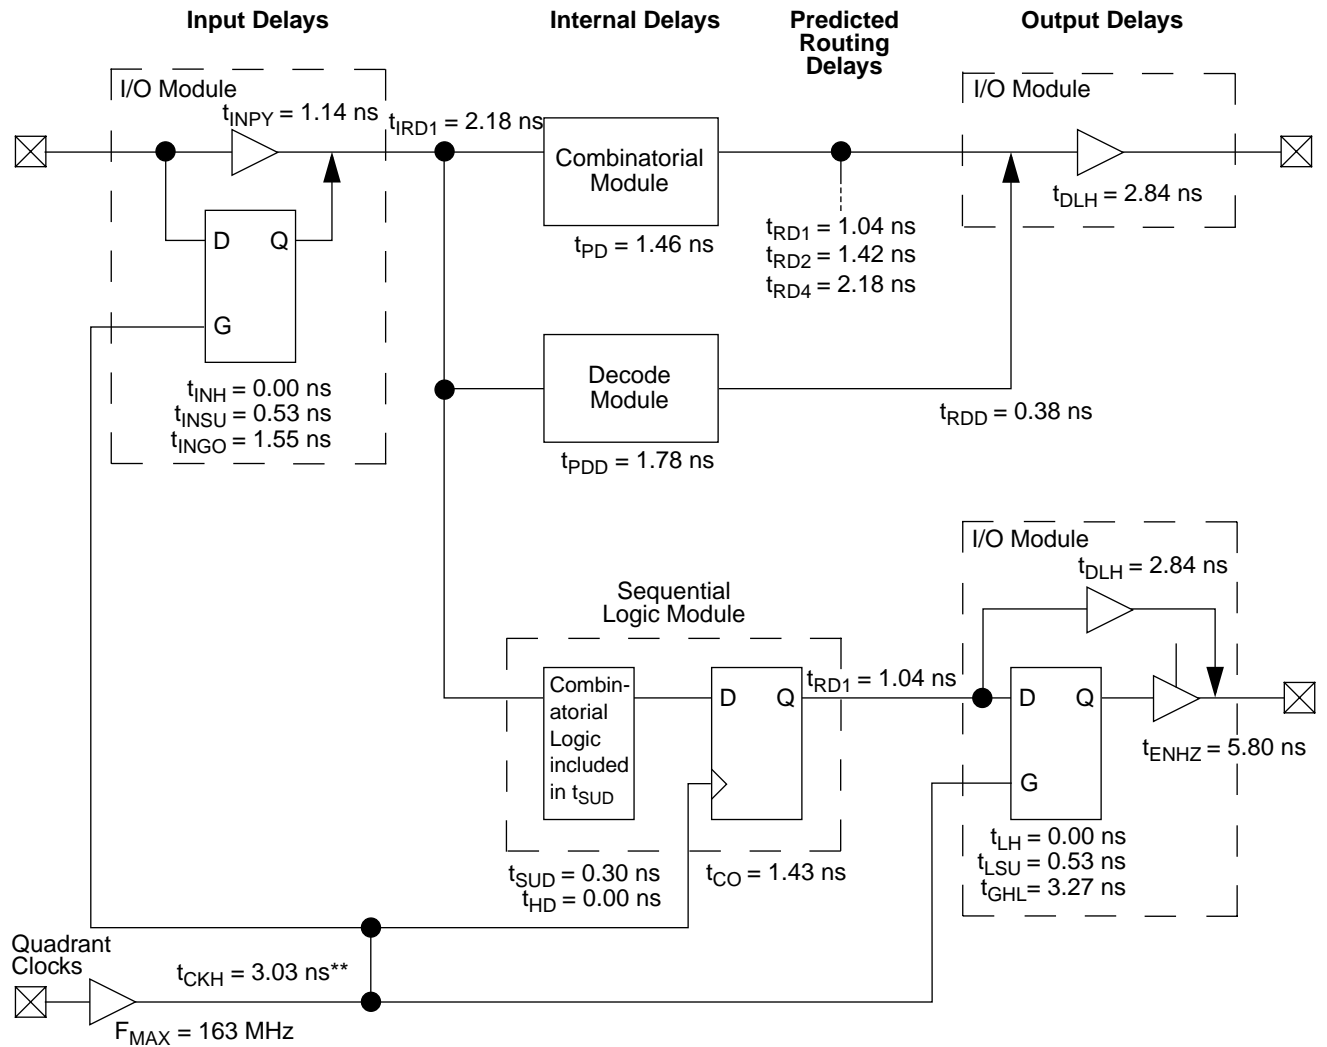 Input Delays
Internal Delays
Predicted
Routing
Delays
Output Delays
I/O Module
tINPY = 1.14 ns
tIRD1 = 2.18 ns
D Q
G
tINH = 0.00 ns
tINSU = 0.53 ns
tINGO = 1.55 ns
Combinatorial
Module
tPD = 1.46 ns
tRD1 = 1.04 ns
tRD2 = 1.42 ns
tRD4 = 2.18 ns
I/O Module
tDLH = 2.84 ns
Decode
Module
tPDD = 1.78 ns
tRDD = 0.38 ns
Sequential
Logic Module
Combin-
atorial
Logic
included
in tSUD
D Q
tSUD = 0.30 ns
tHD = 0.00 ns
tCO = 1.43 ns
tRD1 = 1.04 ns
I/O Module
tDLH = 2.84 ns
D Q
G
tENHZ = 5.80 ns
tLH = 0.00 ns
tLSU = 0.53 ns
tGHL = 3.27 ns
Quadrant
Clocks
tCKH = 3.03 ns**
FMAX = 163 MHz